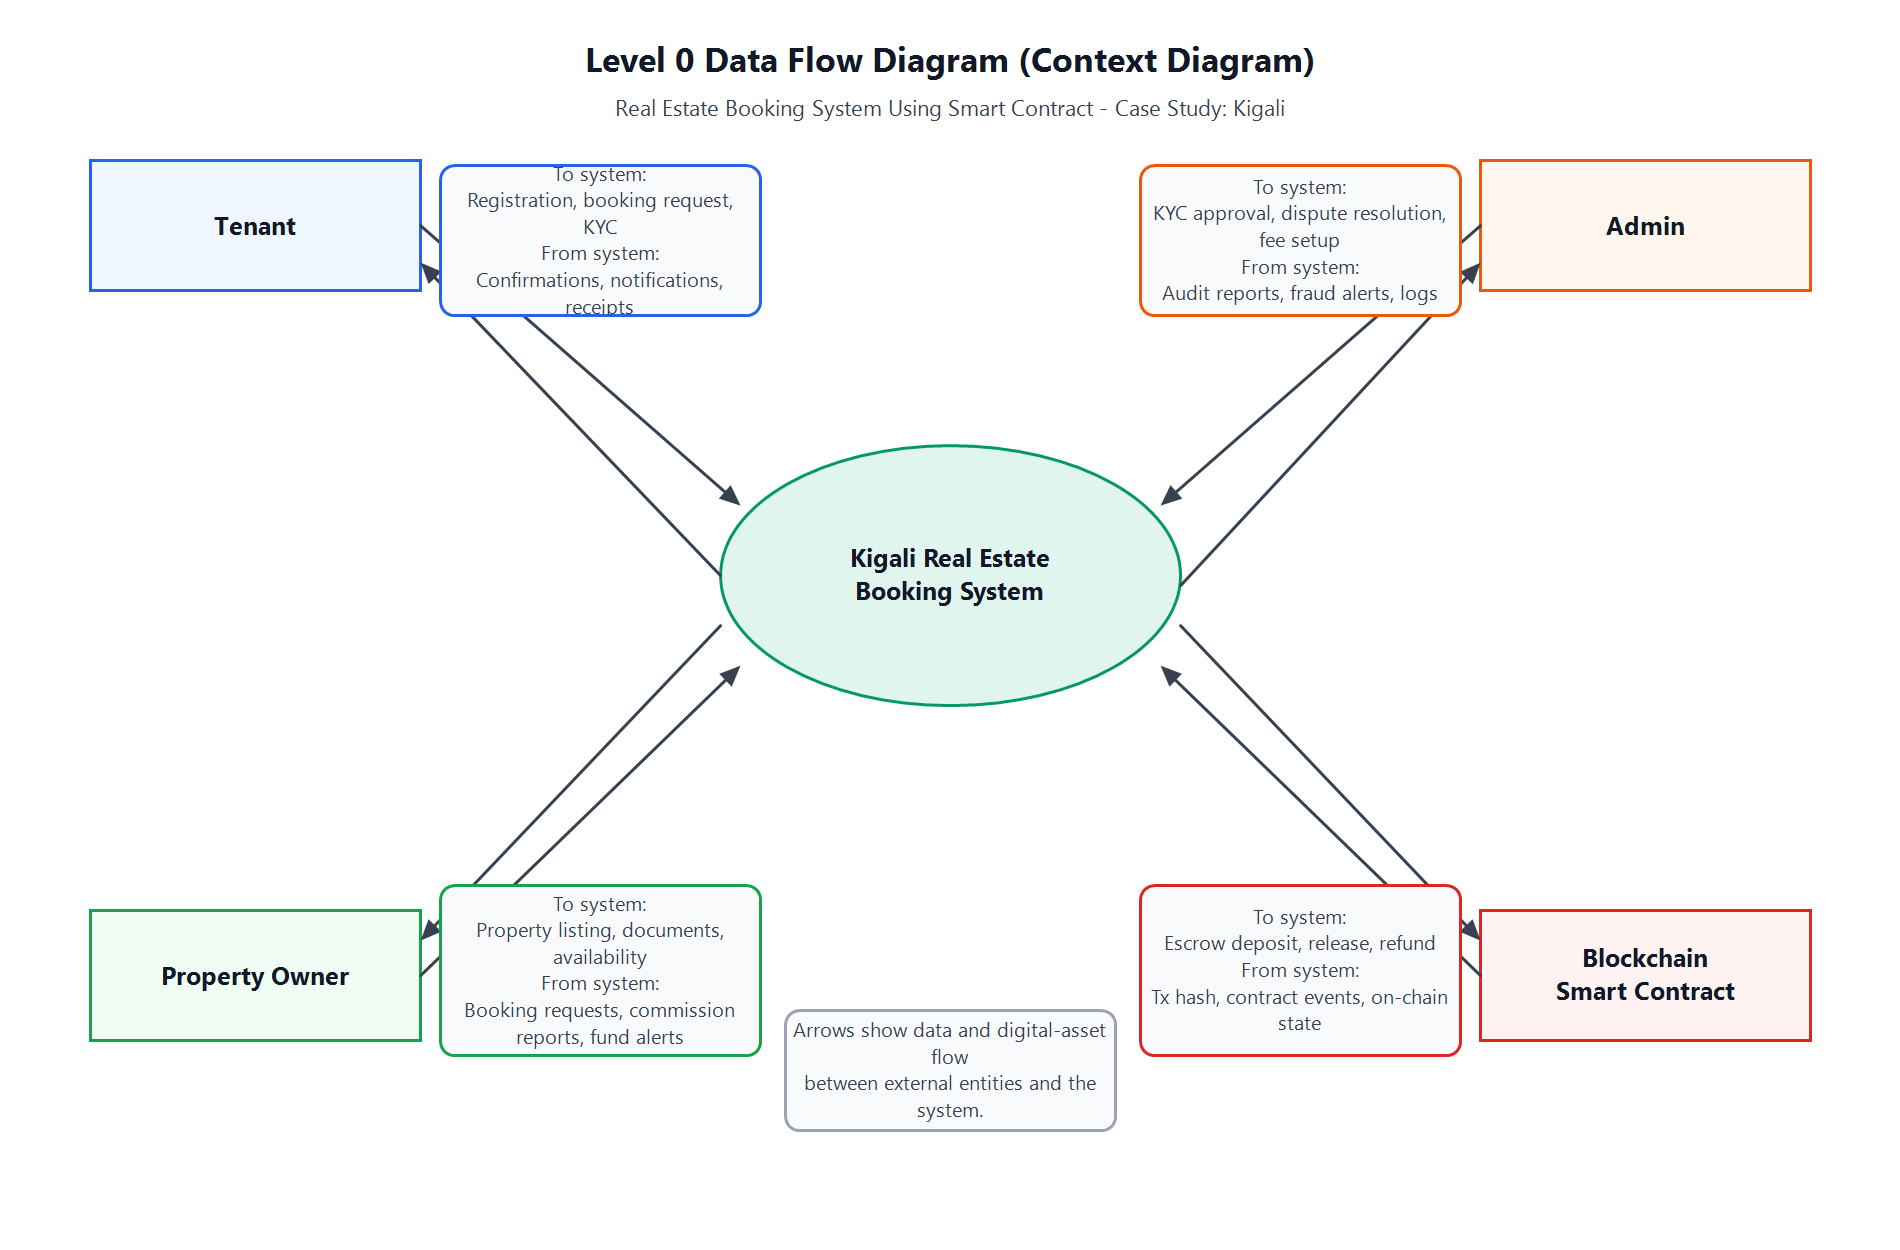 Level 0 Data Flow Diagram (Context Diagram)
Real Estate Booking System Using Smart Contract - Case Study: Kigali
Tenant
To system:
Registration, booking request,
KYC
From system:
Confirmations, notifications,
receipts
To system:
KYC approval, dispute resolution,
fee setup
From system:
Audit reports, fraud alerts, logs
Admin
Kigali Real Estate
Booking System
Property Owner
To system:
Property listing, documents,
availability
From system:
Booking requests, commission
reports, fund alerts
Arrows show data and digital-asset
flow
between external entities and the
system.
To system:
Escrow deposit, release, refund
From system:
Tx hash, contract events, on-chain
state
Blockchain
Smart Contract